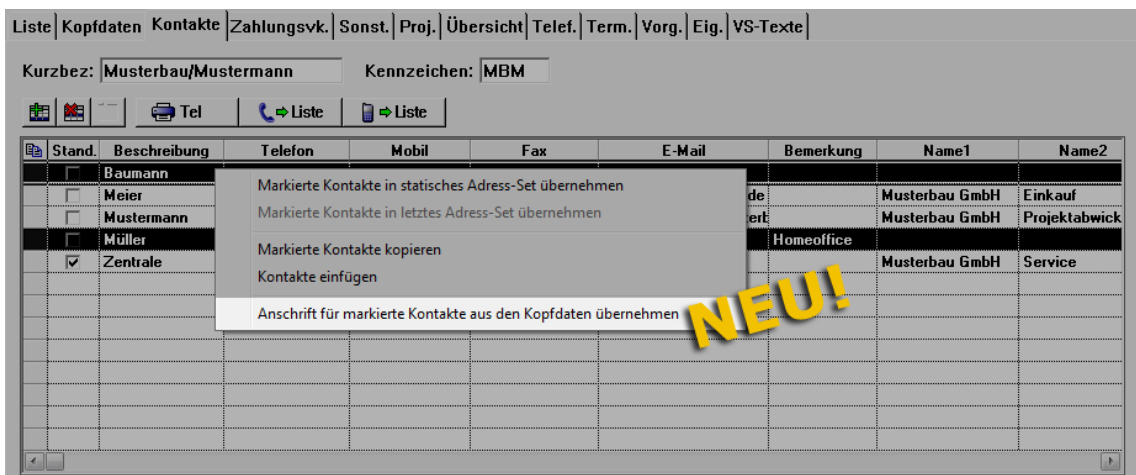 Liste Kopfdaten Kontakte Zahlungsvk. Sonst. Proj. Übersicht Telef. Term. Vorg. Eig. VS-Texte
Kurzbez: Musterbau/Mustermann Kennzeichen: MBM
Tel Liste Liste
Stand. Beschreibung Telefon Mobil Fax E-Mail Bemerkung Name1 Name2
Baumann
Meier de Musterbau GmbH Einkauf
Mustermann ert Musterbau GmbH Projektabwick
Müller Homeoffice
Zentrale Musterbau GmbH Service
Markierte Kontakte in statisches Adress-Set übernehmen
Markierte Kontakte in letztes Adress-Set übernehmen
Markierte Kontakte kopieren
Kontakte einfügen
Anschrift für markierte Kontakte aus den Kopfdaten übernehmen
NEU!